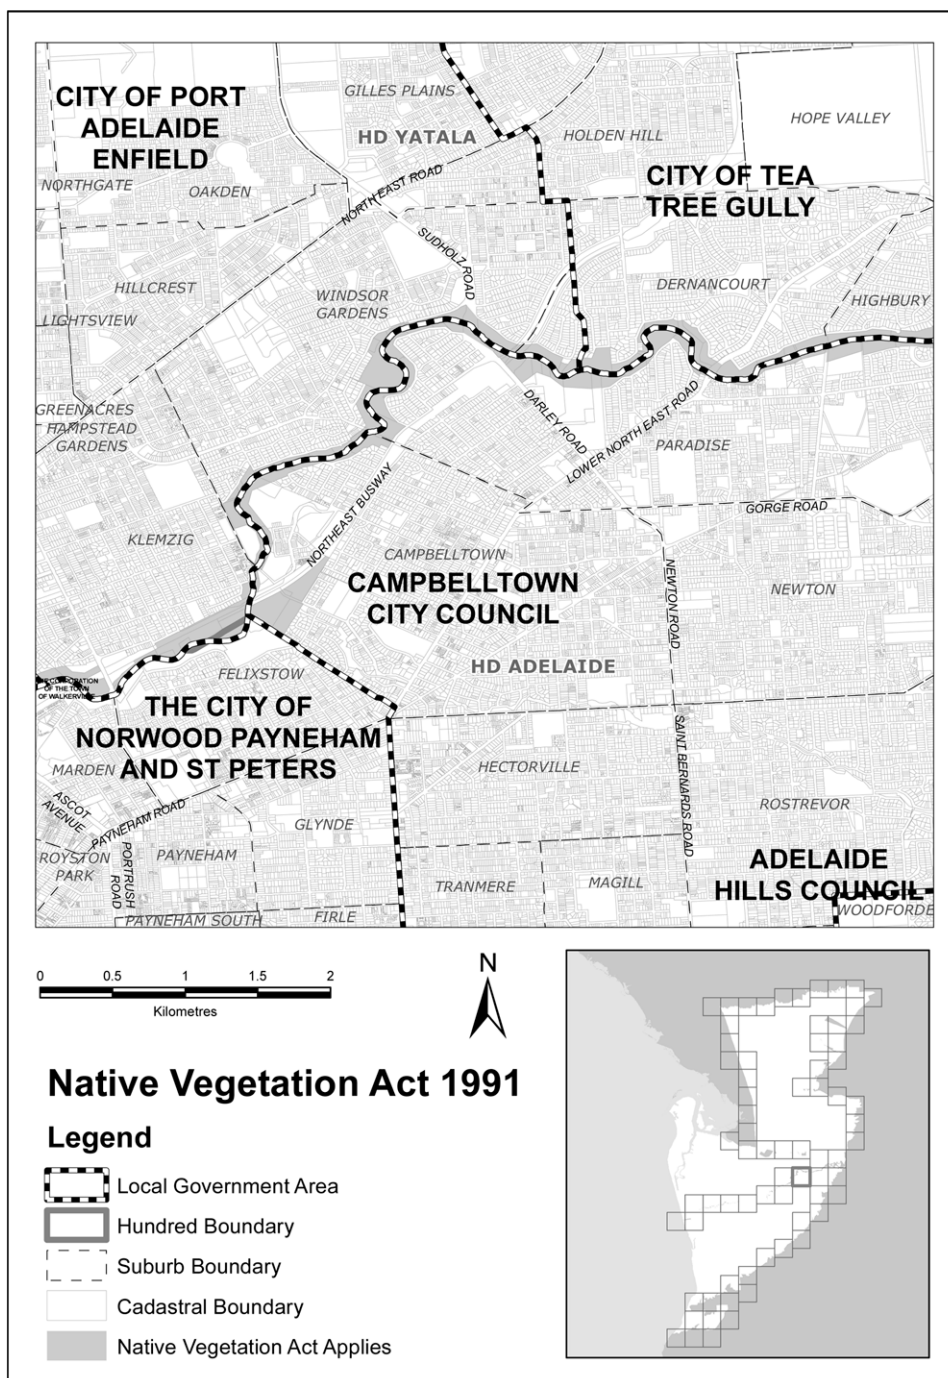 CITY OF PORT
ADELAIDE
ENFIELD
GILLES PLAINS
HD YATALA
HOLDEN HILL
HOPE VALLEY
CITY OF TEA
TREE GULLY
NORTHGATE
OAKDEN
NORTH EAST ROAD
SUDHOLZ ROAD
HILLCREST
WINDSOR
GARDENS
DERNANCOURT
HIGHBURY
LIGHTSVIEW
GREENACRES
HAMPSTEAD
GARDENS
DARLEY ROAD
LOWER NORTH EAST ROAD
PARADISE
GORGE ROAD
KLEMZIG
NORTHEAST BUSWAY
CAMPBELLTOWN
CAMPBELLTOWN
CITY COUNCIL
NEWTON ROAD
NEWTON
HD ADELAIDE
FELIXSTOW
CORPORATION
OF THE TOWN
OF WALKERVILLE
THE CITY OF
NORWOOD PAYNEHAM
AND ST PETERS
MARDEN
HECTORVILLE
SAINT BERNARDS ROAD
ROSTREVOR
ASCOT
AVENUE
PAYNEHAM ROAD
GLYNDE
ROYSTON
PARK
PORTRUSH
ROAD
PAYNEHAM
TRANMERE
MAGILL
ADELAIDE
HILLS COUNCIL
WOODFORDE
PAYNEHAM SOUTH
FIRLE
0 0.5 1 1.5 2
Kilometres
N
Native Vegetation Act 1991
Legend
Local Government Area
Hundred Boundary
Suburb Boundary
Cadastral Boundary
Native Vegetation Act Applies